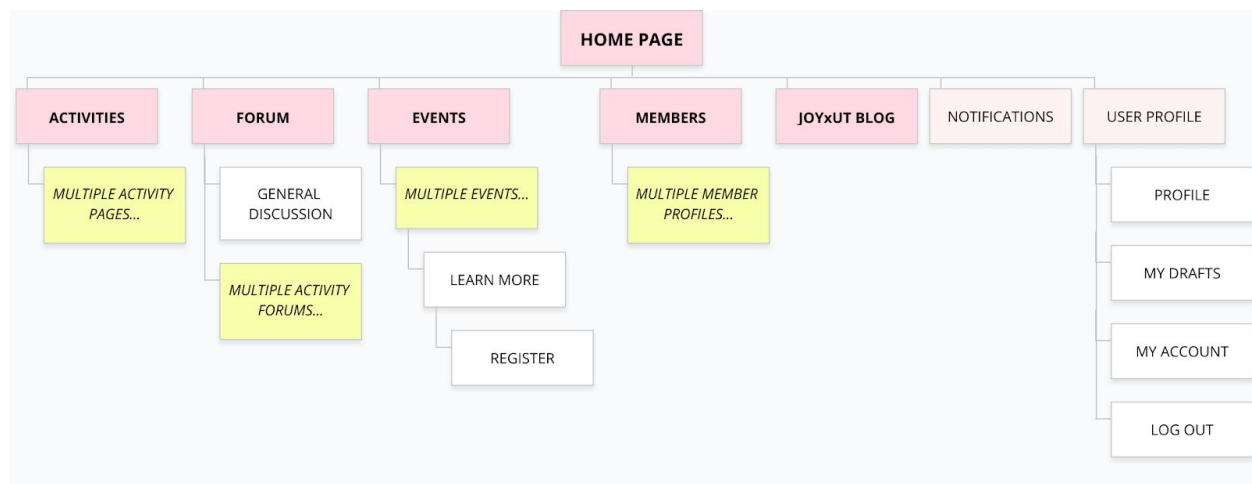 HOME PAGE
ACTIVITIES
FORUM
EVENTS
MEMBERS
JOYxUT BLOG
NOTIFICATIONS
USER PROFILE
MULTIPLE ACTIVITY
PAGES...
GENERAL
DISCUSSION
MULTIPLE EVENTS...
MULTIPLE MEMBER
PROFILES...
PROFILE
MULTIPLE ACTIVITY
FORUMS...
LEARN MORE
MY DRAFTS
REGISTER
MY ACCOUNT
LOG OUT